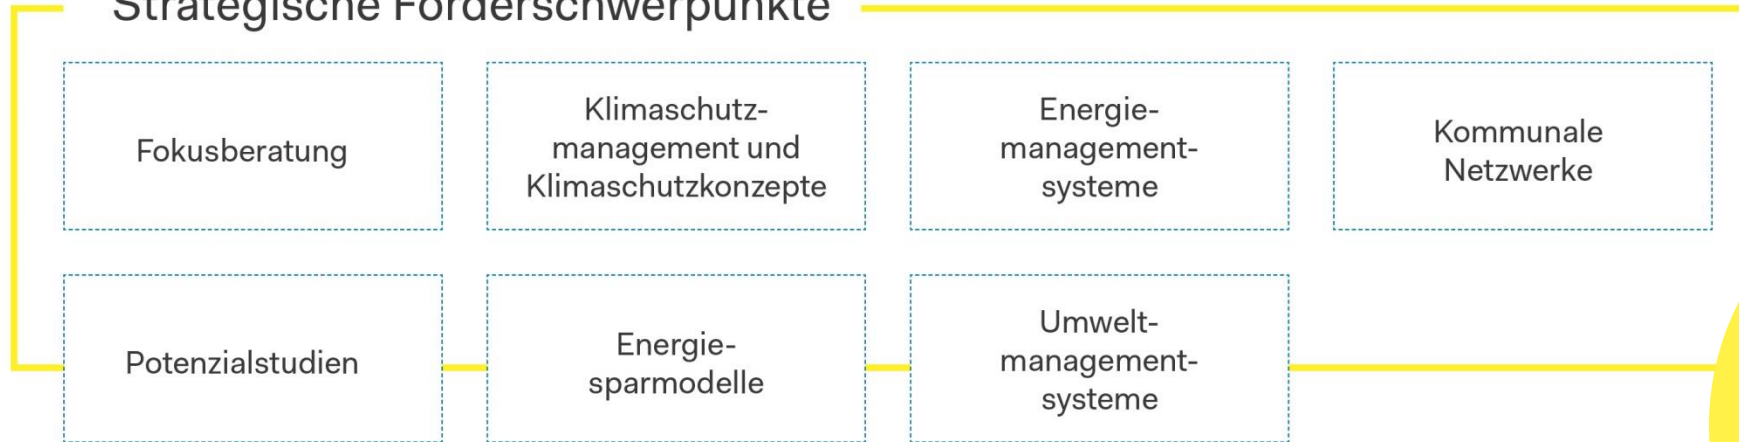 Strategische Förderschwerpunkte
Fokusberatung
Klimaschutz-
management und
Klimaschutzkonzepte
Energie-
management-
systeme
Kommunale
Netzwerke
Potenzialstudien
Energie-
sparmodelle
Umwelt-
management-
systeme